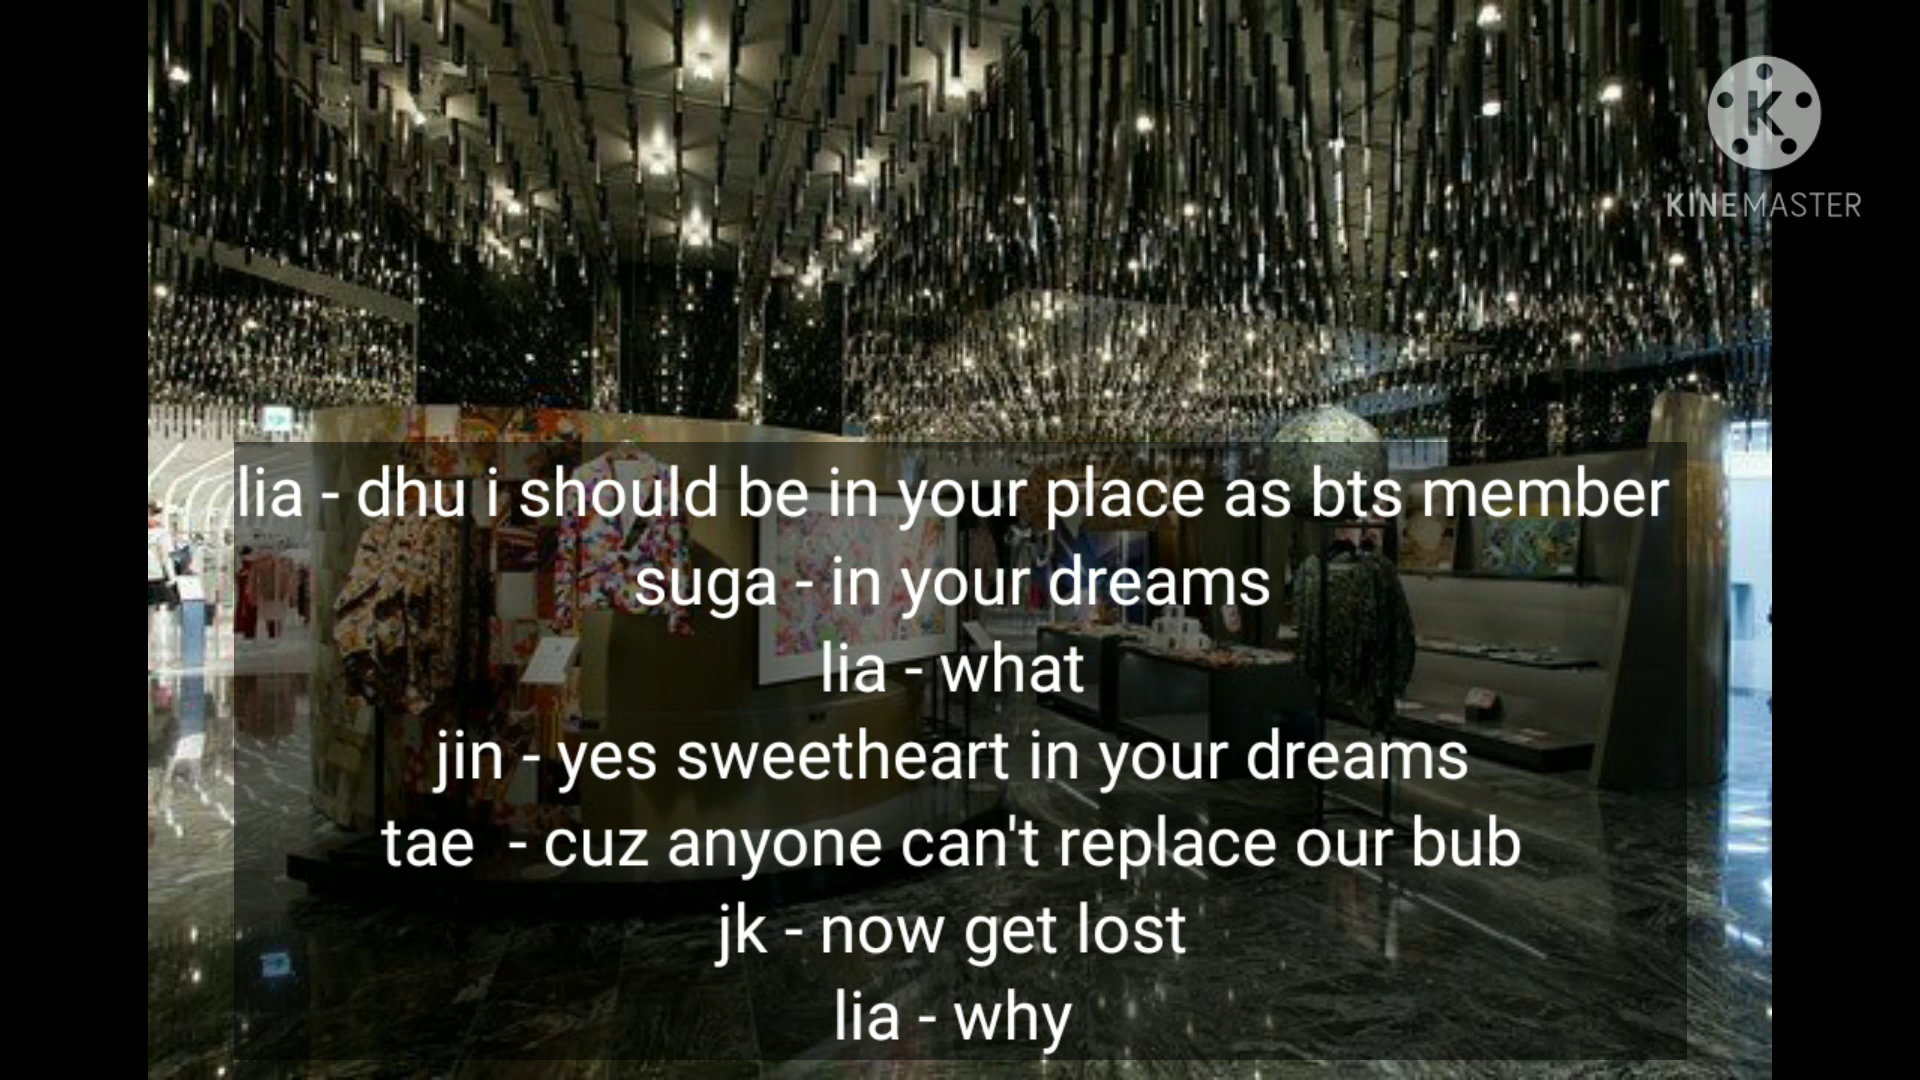 KINEMASTER
lia - dhu i should be in your place as bts member
suga - in your dreams
lia - what
jin - yes sweetheart in your dreams
tae  - cuz anyone can't replace our bub
jk - now get lost
lia - why